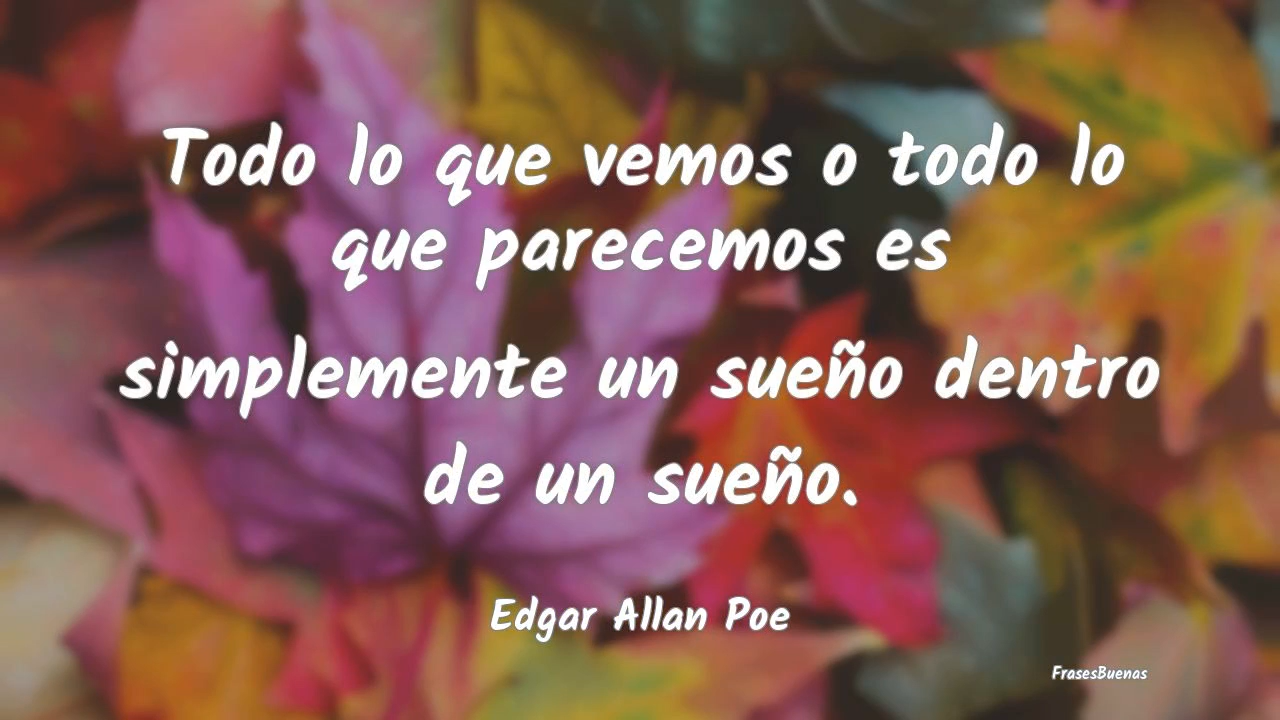 Todo lo que vemos o todo lo
que parecemos es
simplemente un sueño dentro
de un sueño.
Edgar Allan Poe
FrasesBuenas